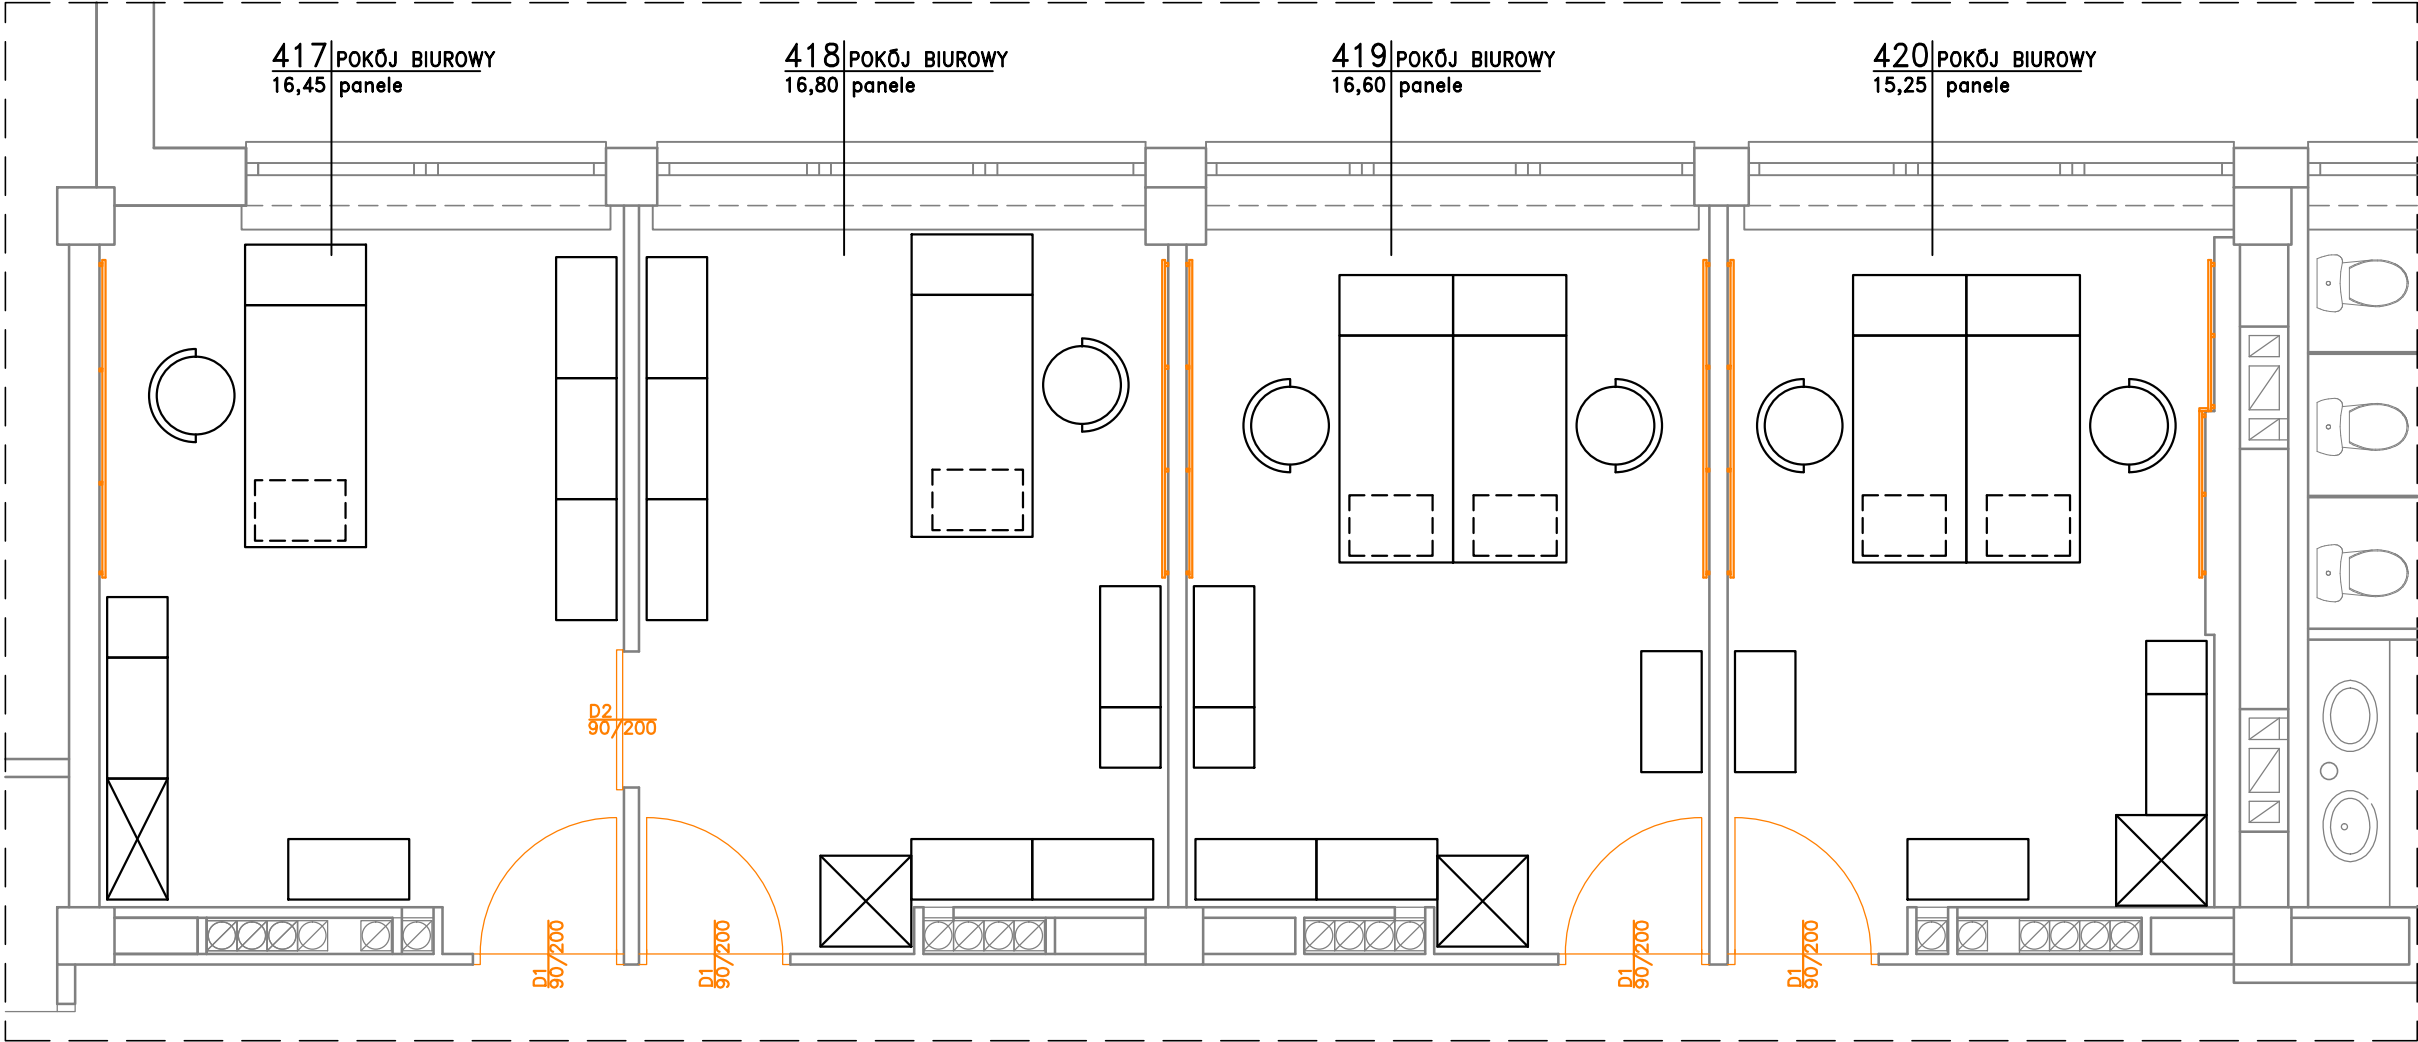 417 POKÓJ BIUROWY
16,45 panele
418 POKÓJ BIUROWY
16,80 panele
419 POKÓJ BIUROWY
16,60 panele
420 POKÓJ BIUROWY
15,25 panele
D2
90/200
D1
90/200
D1
90/200
D1
90/200
D1
90/200